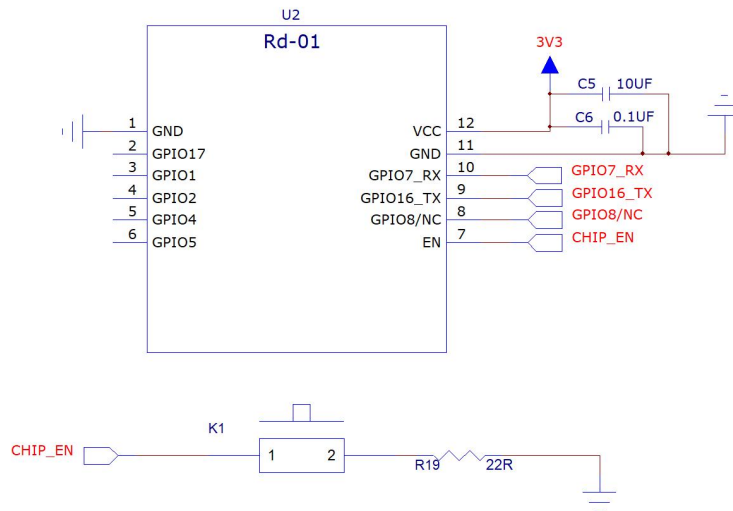 U2
Rd-01
3V3
C5 10UF
C6 0.1UF
1 GND
2 GPIO17
3 GPIO1
4 GPIO2
5 GPIO4
6 GPIO5
VCC 12
GND 11
GPIO7_RX 10 GPIO7_RX
GPIO16_TX 9 GPIO16_TX
GPIO8/NC 8 GPIO8/NC
EN 7 CHIP_EN
K1
CHIP_EN 1 2
R19 22R